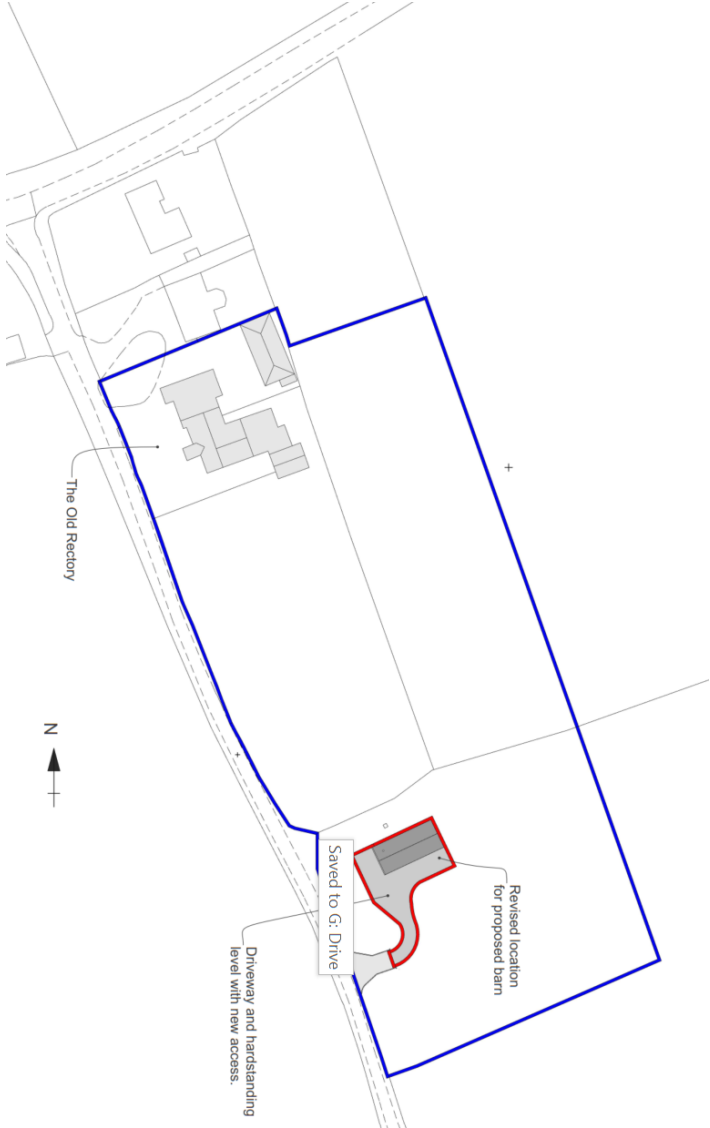 The Old Rectory
N
Saved to G: Drive
Revised location
for proposed barn
Driveway and hardstanding
level with new access.